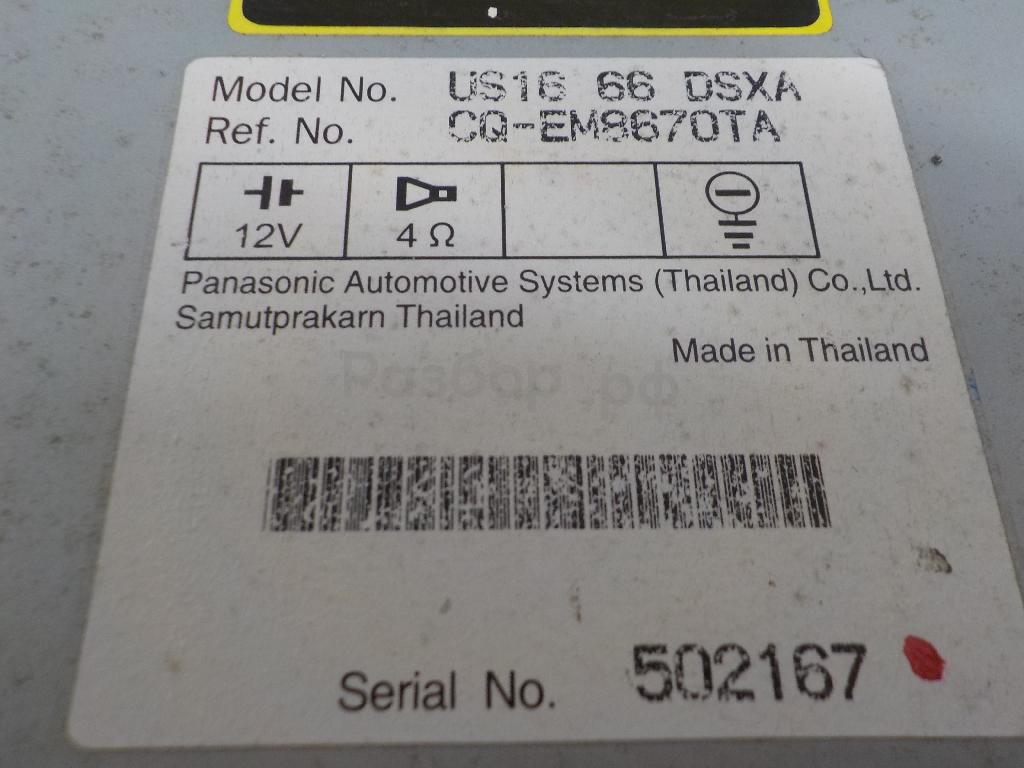 Model No. US16 66 DSXA
Ref. No. CQ-EM8670TA
12V 4 Ω
Panasonic Automotive Systems (Thailand) Co.,Ltd.
Samutprakarn Thailand
Made in Thailand
Разбор.рф
Serial No. 502167